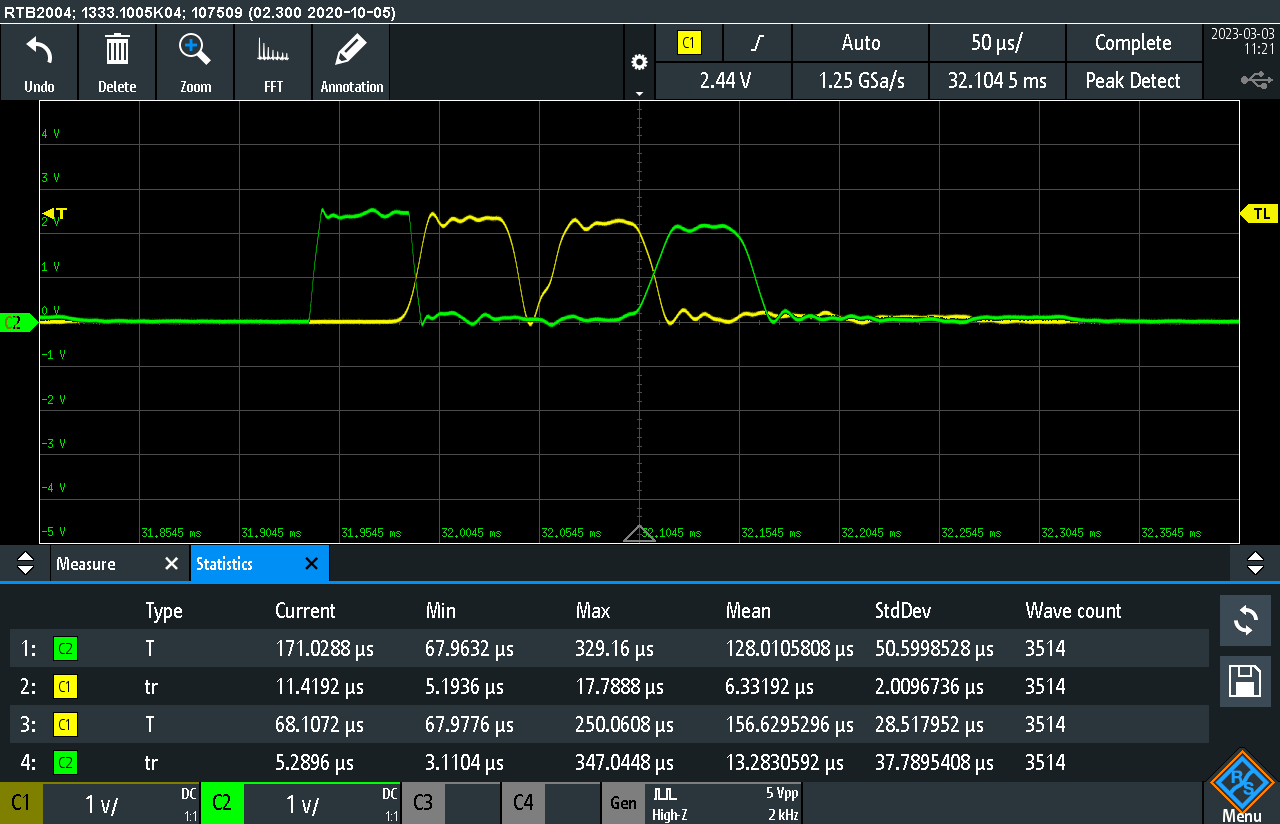 RTB2004; 1333.1005K04; 107509 (02.300 2020-10-05)
Undo
Delete
Zoom
FFT
Annotation
C1
Auto
50 µs/
Complete
2.44 V
1.25 GSa/s
32.104 5 ms
Peak Detect
2023-03-03
11:21
4 V
3 V
T
2 V
TL
1 V
0 V
C2
-1 V
-2 V
-3 V
-4 V
-5 V
31.8545 ms
31.9045 ms
31.9545 ms
32.0045 ms
32.0545 ms
32.1045 ms
32.1545 ms
32.2045 ms
32.2545 ms
32.3045 ms
32.3545 ms
Measure
Statistics
Type Current Min Max Mean StdDev Wave count
1: C2 T 171.0288 µs 67.9632 µs 329.16 µs 128.0105808 µs 50.5998528 µs 3514
2: C1 tr 11.4192 µs 5.1936 µs 17.7888 µs 6.33192 µs 2.0096736 µs 3514
3: C1 T 68.1072 µs 67.9776 µs 250.0608 µs 156.6295296 µs 28.517952 µs 3514
4: C2 tr 5.2896 µs 3.1104 µs 347.0448 µs 13.2830592 µs 37.7895408 µs 3514
C1 1 V/ DC 1:1
C2 1 V/ DC 1:1
C3
C4
Gen
High-Z
5 Vpp
2 kHz
R&S
Menu